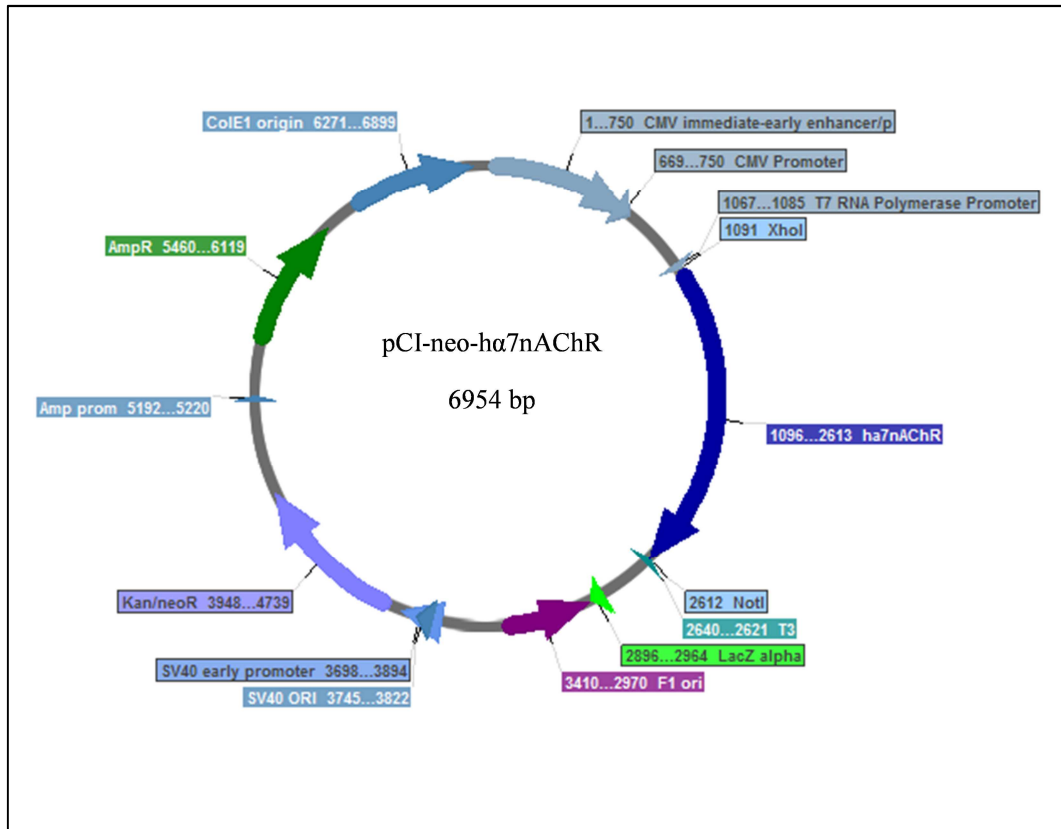 ColE1 origin 6271...6899
1...750 CMV immediate-early enhancer/p
669...750 CMV Promoter
1067...1085 T7 RNA Polymerase Promoter
1091 XhoI
AmpR 5460...6119
pCI-neo-hα7nAChR
6954 bp
Amp prom 5192...5220
1096...2613 ha7nAChR
Kan/neoR 3948...4739
2612 NotI
2640...2621 T3
2896...2964 LacZ alpha
SV40 early promoter 3698...3894
3410...2970 F1 ori
SV40 ORI 3745...3822